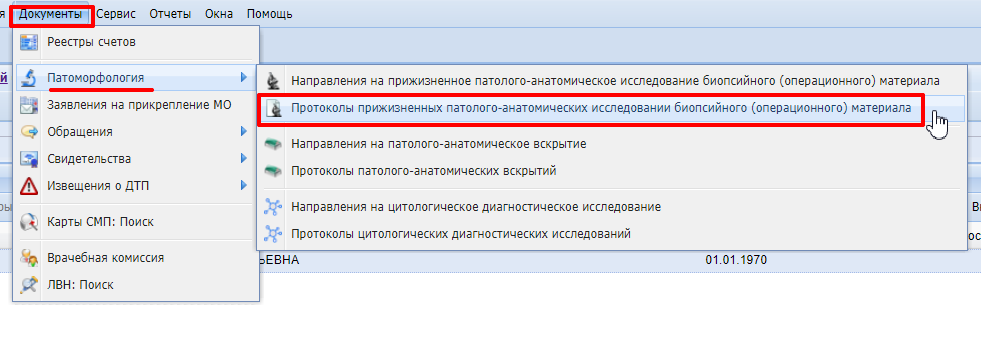 я Документы Сервис Отчеты Окна Помощь
Реестры счетов
й
Патоморфология
Направления на прижизненное патолого-анатомическое исследование биопсийного (операционного) материала
Заявления на прикрепление МО
Протоколы прижизненных патолого-анатомических исследовании биопсийного (операционного) материала
Обращения
Направления на патолого-анатомическое вскрытие
Свидетельства
Протоколы патолого-анатомических вскрытий
Извещения о ДТП
Направления на цитологическое диагностическое исследование
Карты СМП: Поиск
Протоколы цитологических диагностических исследований
Врачебная комиссия
ЬЕВНА 01.01.1970
ЛВН: Поиск